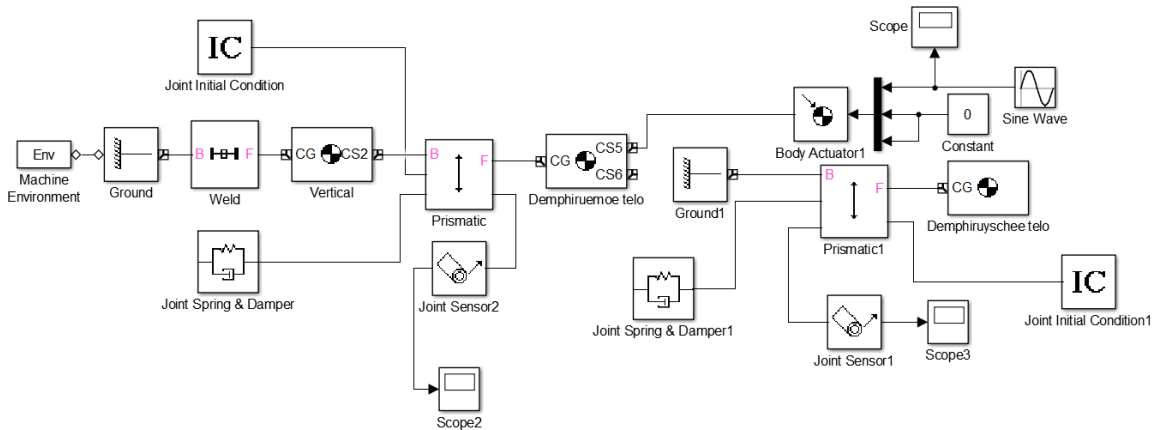 Scope
IC
Joint Initial Condition
Sine Wave
0
Constant
Body Actuator1
Env
Machine
Environment
Ground
B F
Weld
CG CS2
Vertical
B F
Prismatic
CG CS5
CS6
Demphiruemoe telo
Ground1
B F
Prismatic1
CG
Demphiruyschee telo
Joint Spring & Damper
Joint Sensor2
Joint Spring & Damper1
Joint Sensor1
Scope3
IC
Joint Initial Condition1
Scope2